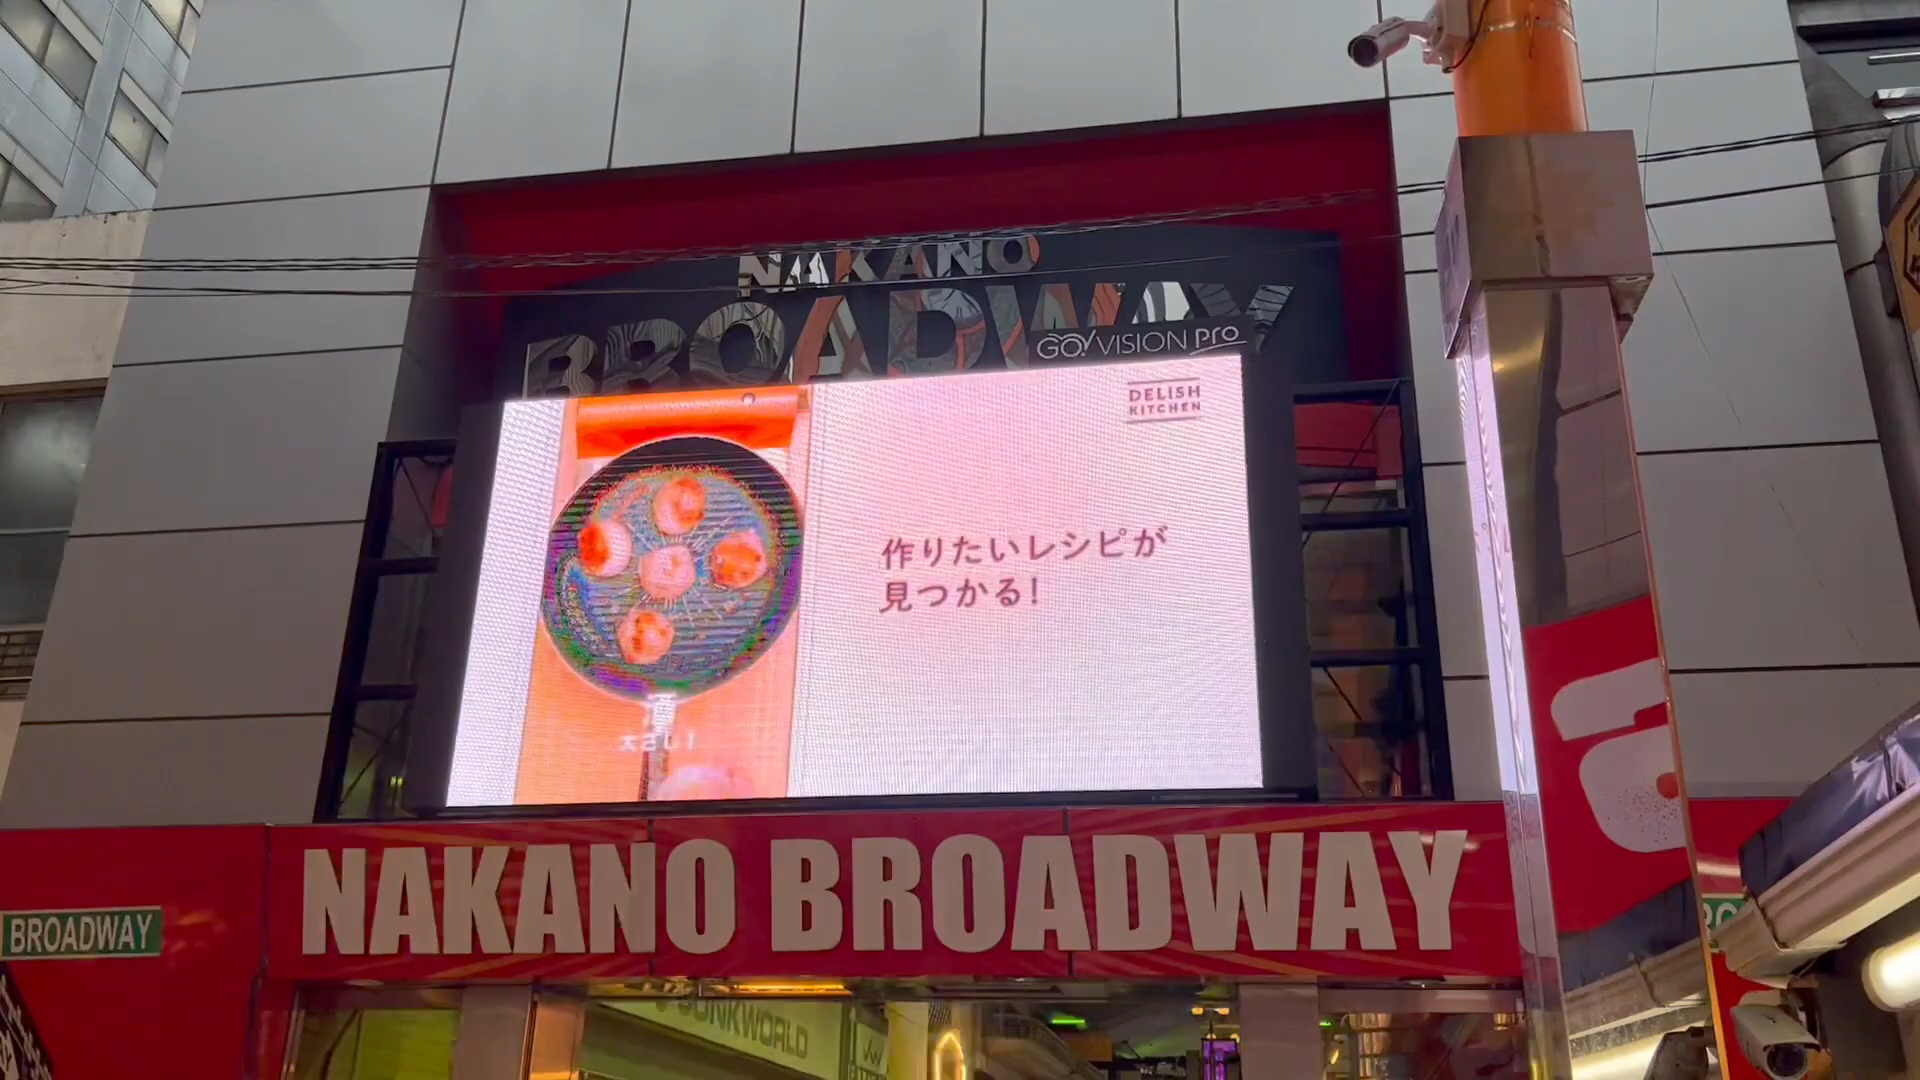 NAKANO
BROADWAY
GO! VISION Pro
DELISH
KITCHEN
作りたいレシピが
見つかる!
NAKANO BROADWAY
BROADWAY
JUNKWORLD